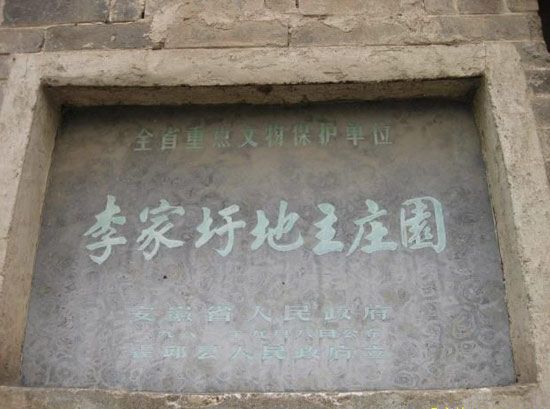 全省重点文物保护单位
李家圩地主庄園
安徽省人民政府
霍邱县人民政府立